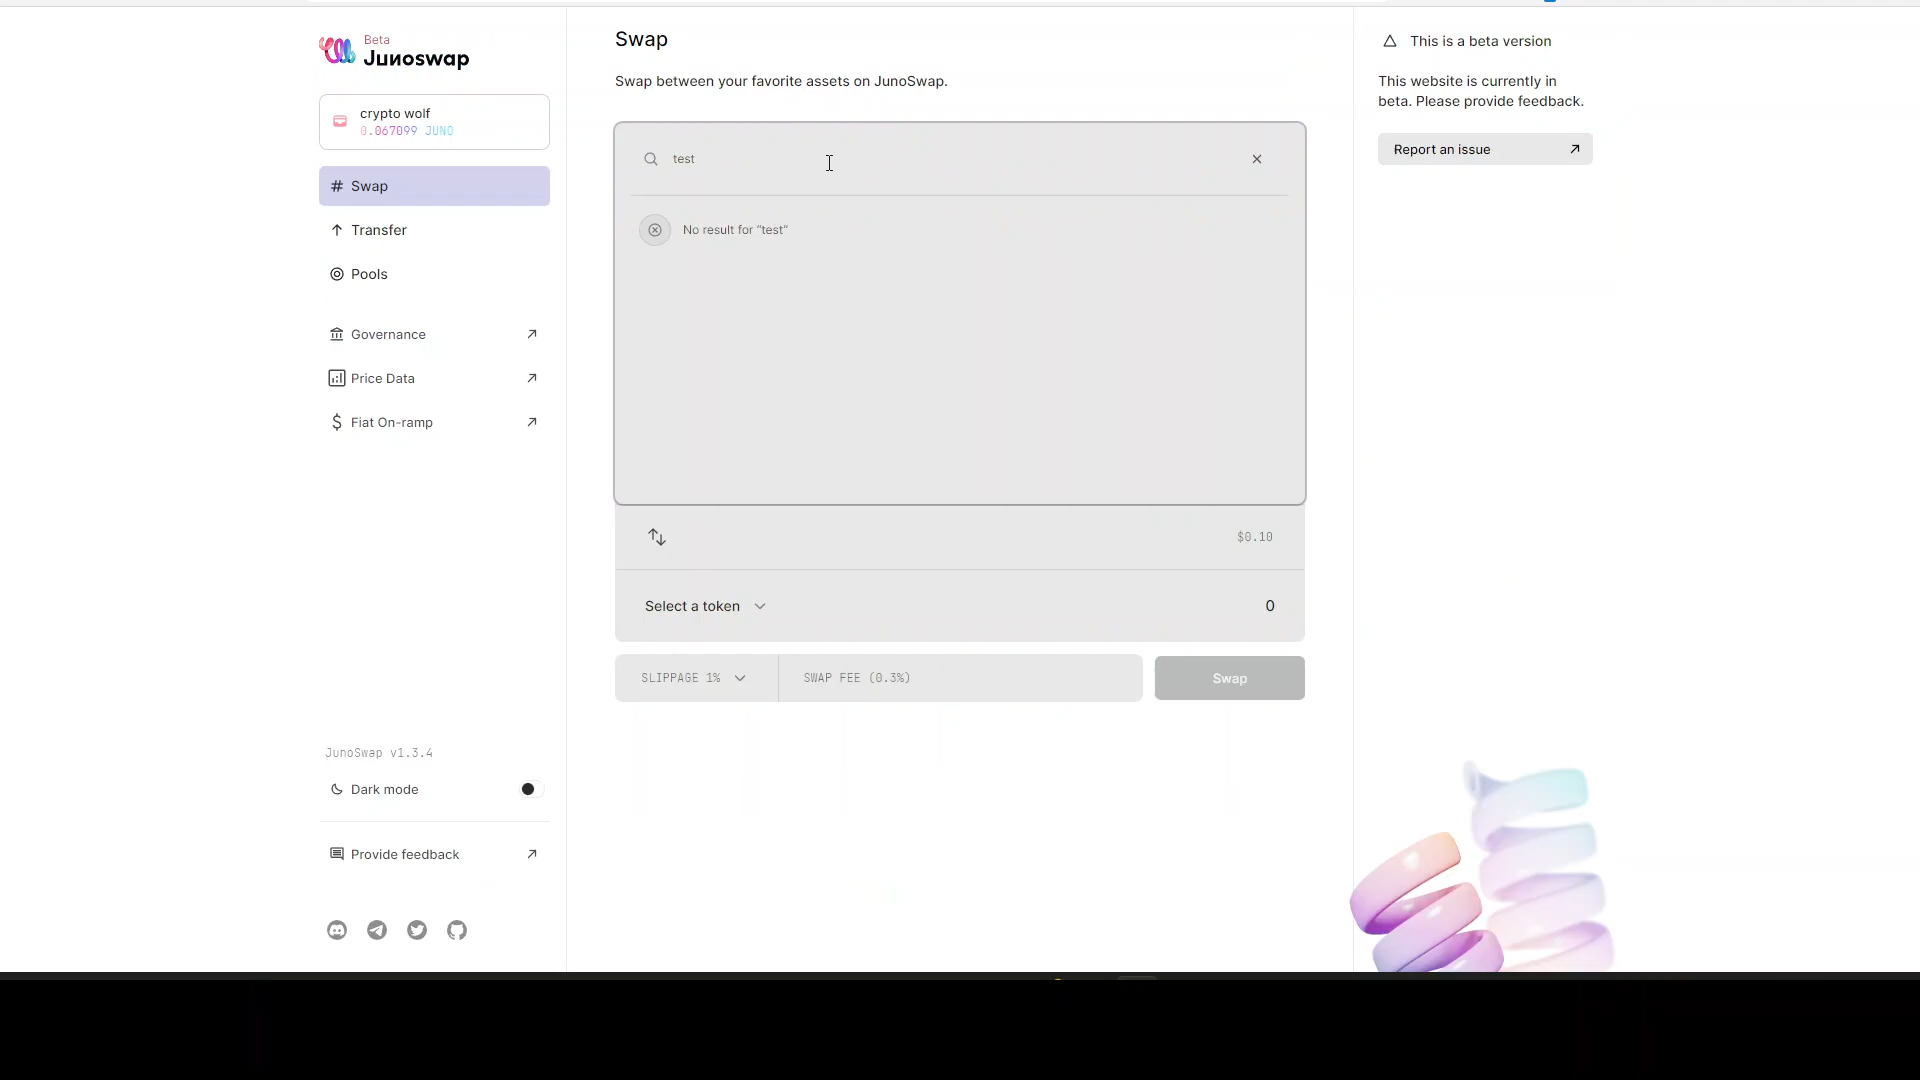 Beta
Junoswap
crypto wolf
0.067099 JUNO
Swap
Transfer
Pools
Governance
Price Data
Fiat On-ramp
JunoSwap v1.3.4
Dark mode
Provide feedback
Swap
Swap between your favorite assets on JunoSwap.
test
No result for “test”
$0.10
Select a token
0
SLIPPAGE 1%
SWAP FEE (0.3%)
Swap
This is a beta version
This website is currently in
beta. Please provide feedback.
Report an issue